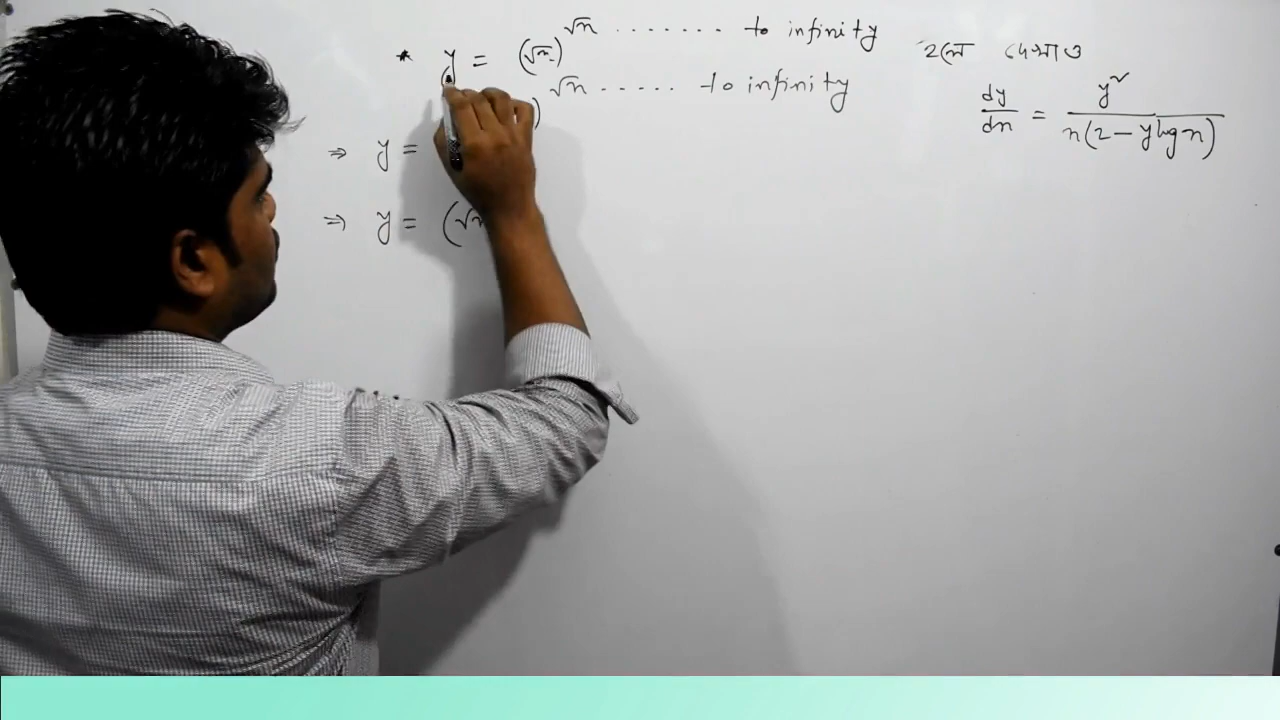 * y = (√x)^√x ....... to infinity হলে দেখাও
dy/dx = y²/x(2 - y log x)
)^√x ..... to infinity
⇒ y =
⇒ y = (√x